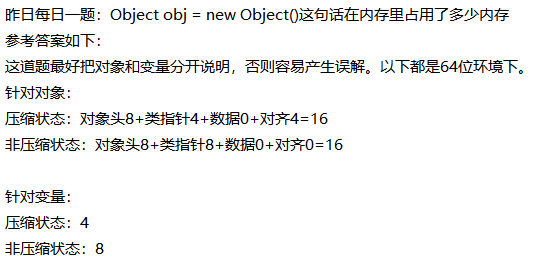 昨日每日一题：Object obj = new Object()这句话在内存里占用了多少内存
参考答案如下：
这道题最好把对象和变量分开说明，否则容易产生误解。以下都是64位环境下。
针对对象：
压缩状态：对象头8+类指针4+数据0+对齐4=16
非压缩状态：对象头8+类指针8+数据0+对齐0=16
针对变量：
压缩状态：4
非压缩状态：8